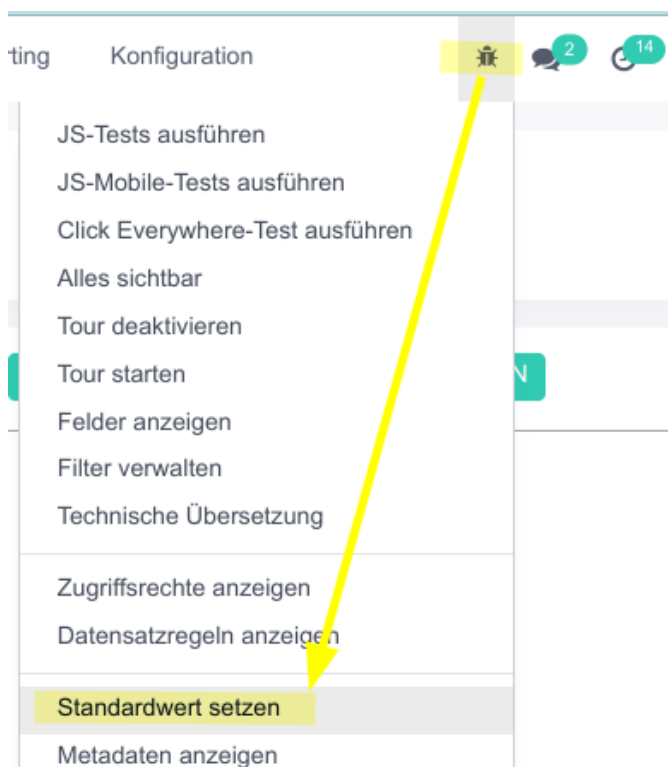 rting Konfiguration 2 14
JS-Tests ausführen
JS-Mobile-Tests ausführen
Click Everywhere-Test ausführen
Alles sichtbar
Tour deaktivieren
Tour starten
N
Felder anzeigen
Filter verwalten
Technische Übersetzung
Zugriffsrechte anzeigen
Datensatzregeln anzeigen
Standardwert setzen
Metadaten anzeigen